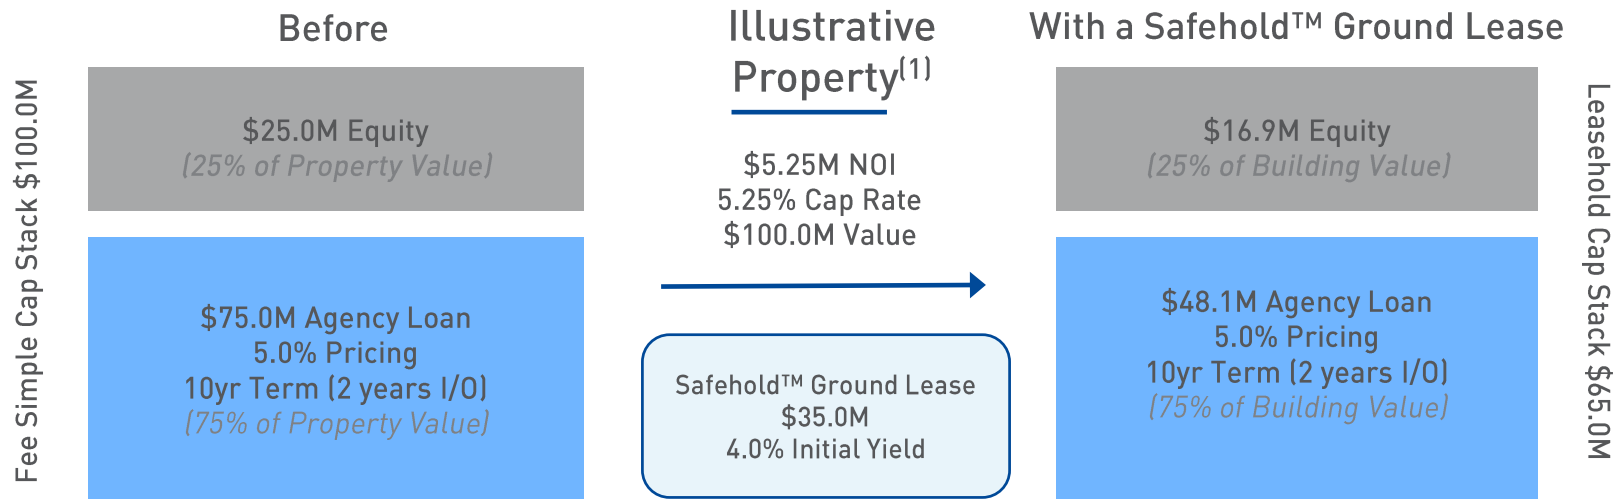 Before
Fee Simple Cap Stack $100.0M
$25.0M Equity
(25% of Property Value)
$75.0M Agency Loan
5.0% Pricing
10yr Term (2 years I/O)
(75% of Property Value)
Illustrative
Property(1)
$5.25M NOI
5.25% Cap Rate
$100.0M Value
Safehold™ Ground Lease
$35.0M
4.0% Initial Yield
With a Safehold™ Ground Lease
$16.9M Equity
(25% of Building Value)
$48.1M Agency Loan
5.0% Pricing
10yr Term (2 years I/O)
(75% of Building Value)
Leasehold Cap Stack $65.0M